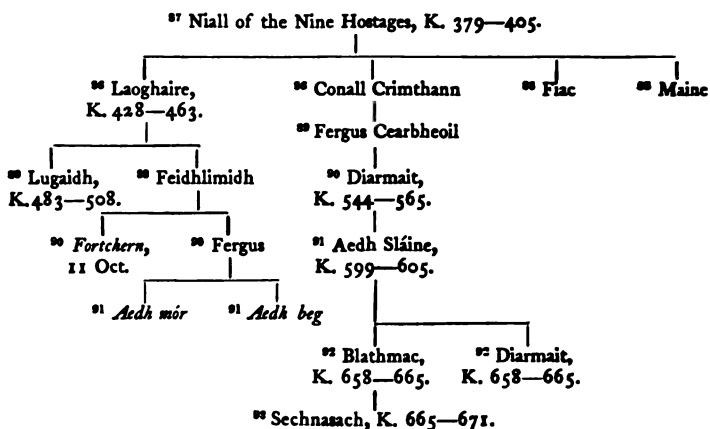 ⁸⁷ Niall of the Nine Hostages, K. 379—405.
⁸⁸ Laoghaire, ⁸⁸ Conall Crimthann ⁸⁸ Fiac ⁸⁸ Maine
K. 428—463.
⁸⁹ Fergus Cearbheoil
⁸⁹ Lugaidh, ⁸⁹ Feidhlimidh ⁹⁰ Diarmait,
K. 483—508. K. 544—565.
⁹⁰ Fortchern, ⁹⁰ Fergus ⁹¹ Aedh Sláine,
11 Oct. K. 599—605.
⁹¹ Aedh mór ⁹¹ Aedh beg
⁹² Blathmac, ⁹² Diarmait,
K. 658—665. K. 658—665.
⁹³ Sechnasach, K. 665—671.